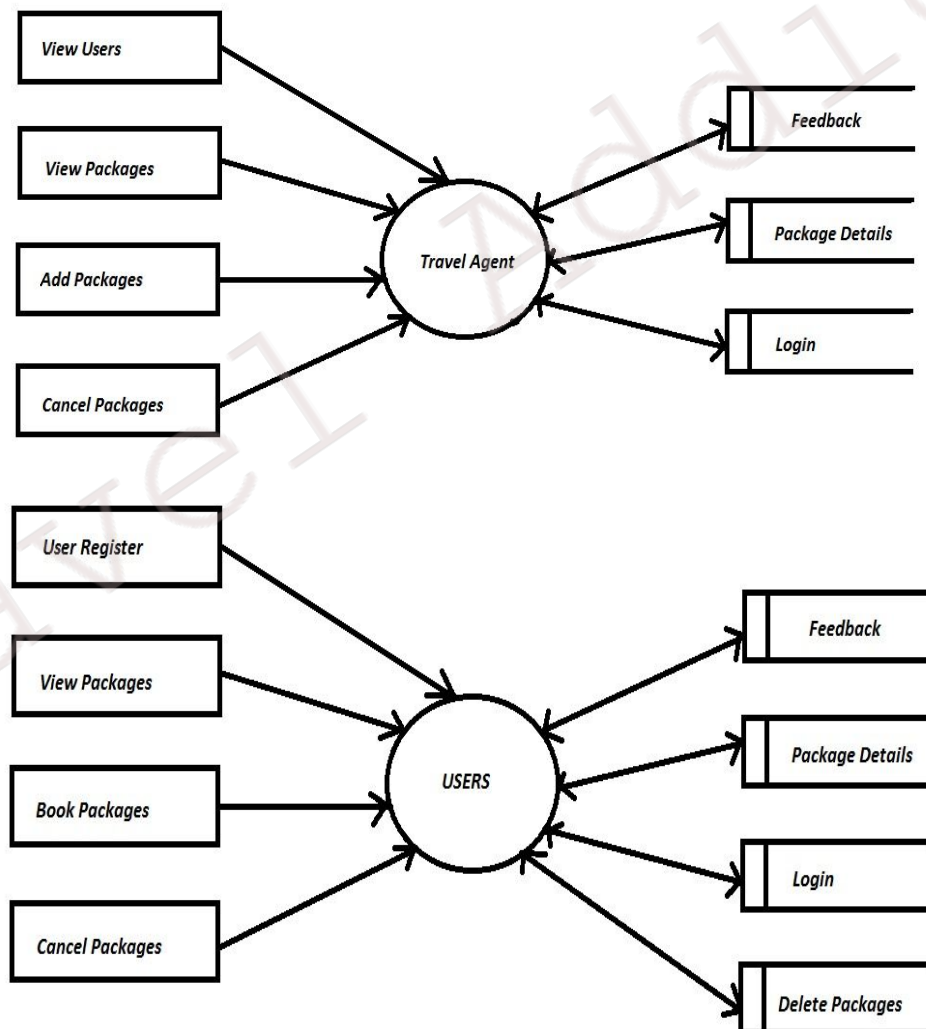 View Users
View Packages
Add Packages
Cancel Packages
Travel Agent
Feedback
Package Details
Login
User Register
View Packages
Book Packages
Cancel Packages
USERS
Feedback
Package Details
Login
Delete Packages